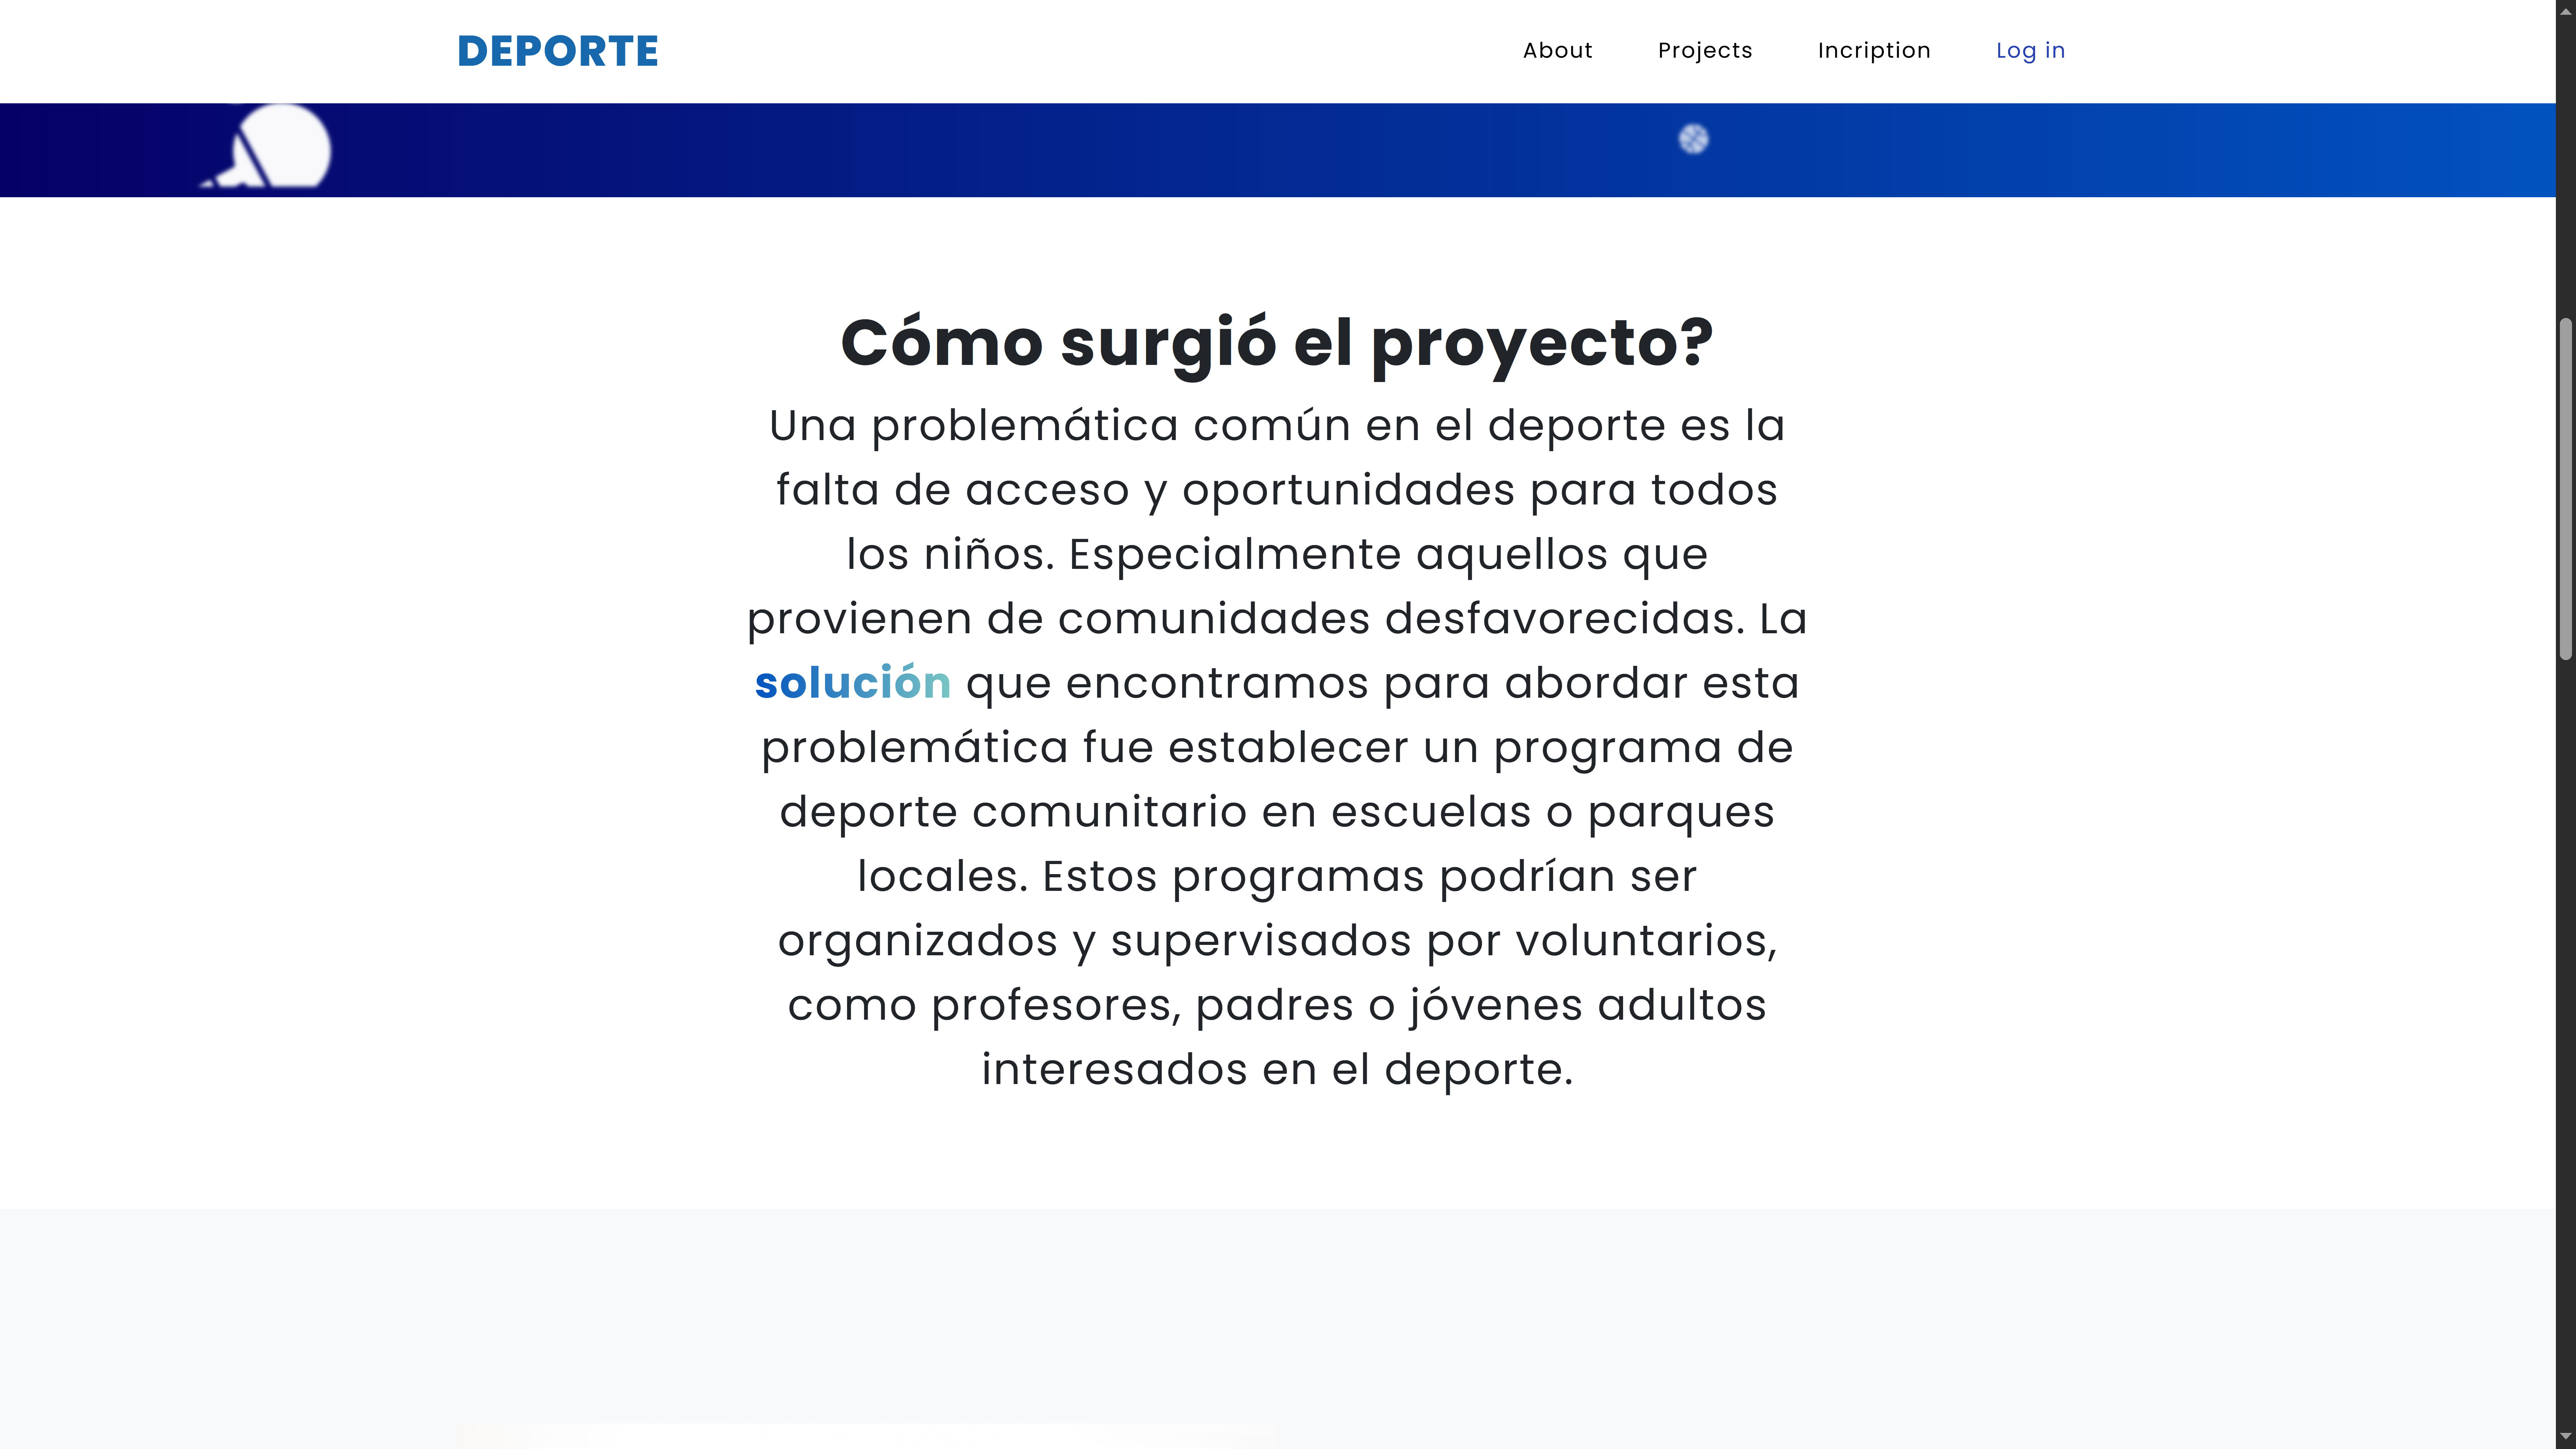 DEPORTE
About Projects Incription Log in
Cómo surgió el proyecto?
Una problemática común en el deporte es la
falta de acceso y oportunidades para todos
los niños. Especialmente aquellos que
provienen de comunidades desfavorecidas. La
solución que encontramos para abordar esta
problemática fue establecer un programa de
deporte comunitario en escuelas o parques
locales. Estos programas podrían ser
organizados y supervisados por voluntarios,
como profesores, padres o jóvenes adultos
interesados en el deporte.